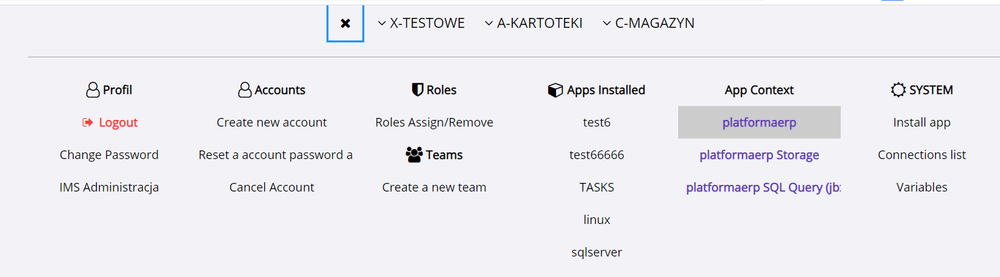 X-TESTOWE A-KARTOTEKI C-MAGAZYN
Profil Accounts Roles Apps Installed App Context SYSTEM
Logout Create new account Roles Assign/Remove test6 platformaerp Install app
Change Password Reset a account password a Teams test66666 platformaerp Storage Connections list
IMS Administracja Cancel Account Create a new team TASKS platformaerp SQL Query (jb Variables
linux
sqlserver